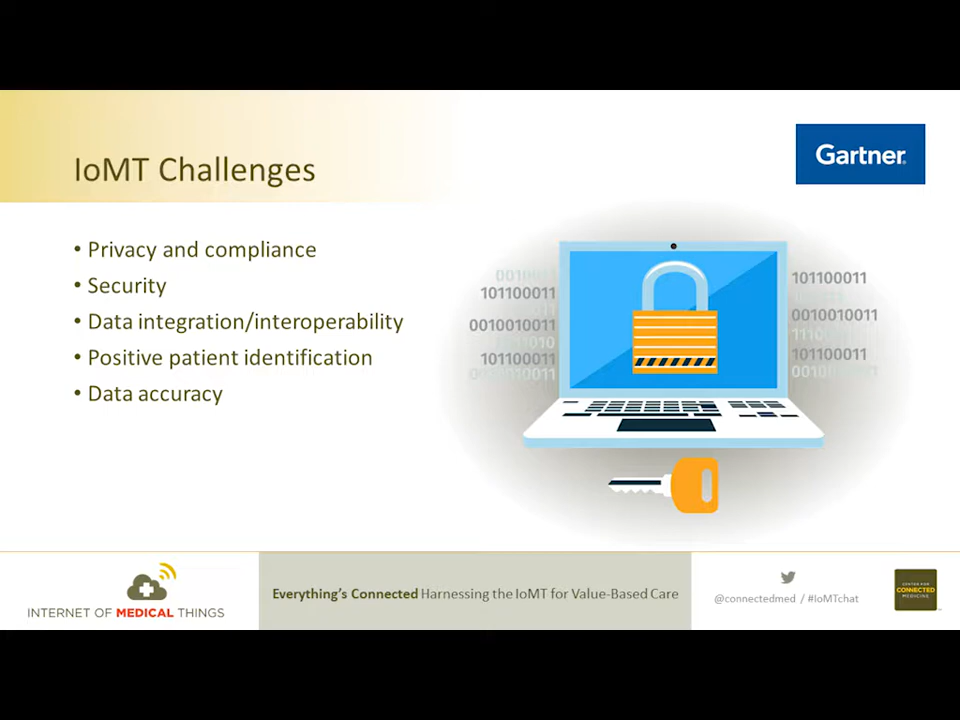 IoMT Challenges
Gartner
• Privacy and compliance
• Security
• Data integration/interoperability
• Positive patient identification
• Data accuracy
101100011
0010010011
101100011
101100011
0010010011
101100011
INTERNET OF MEDICAL THINGS
Everything's Connected Harnessing the IoMT for Value-Based Care
@connectedmed / #IoMTchat
CENTER FOR
CONNECTED
MEDICINE